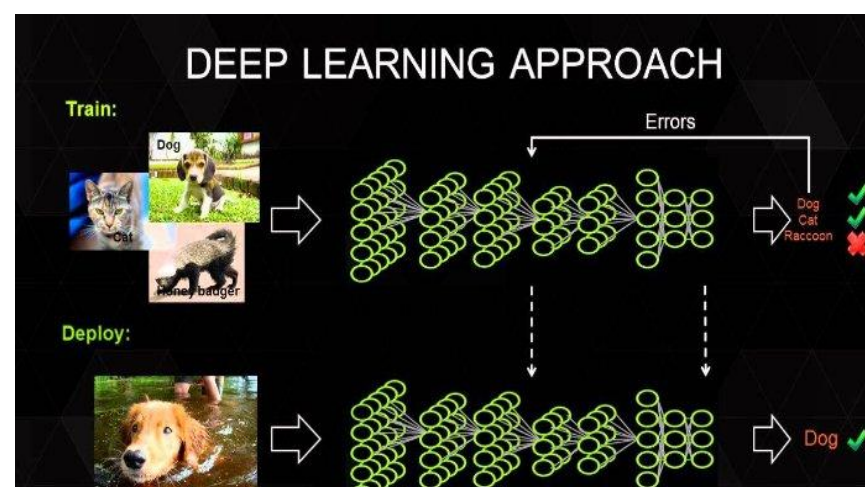 DEEP LEARNING APPROACH
Train:
Errors
Dog
Cat
Honey badger
Dog
Cat
Raccoon
Deploy:
Dog